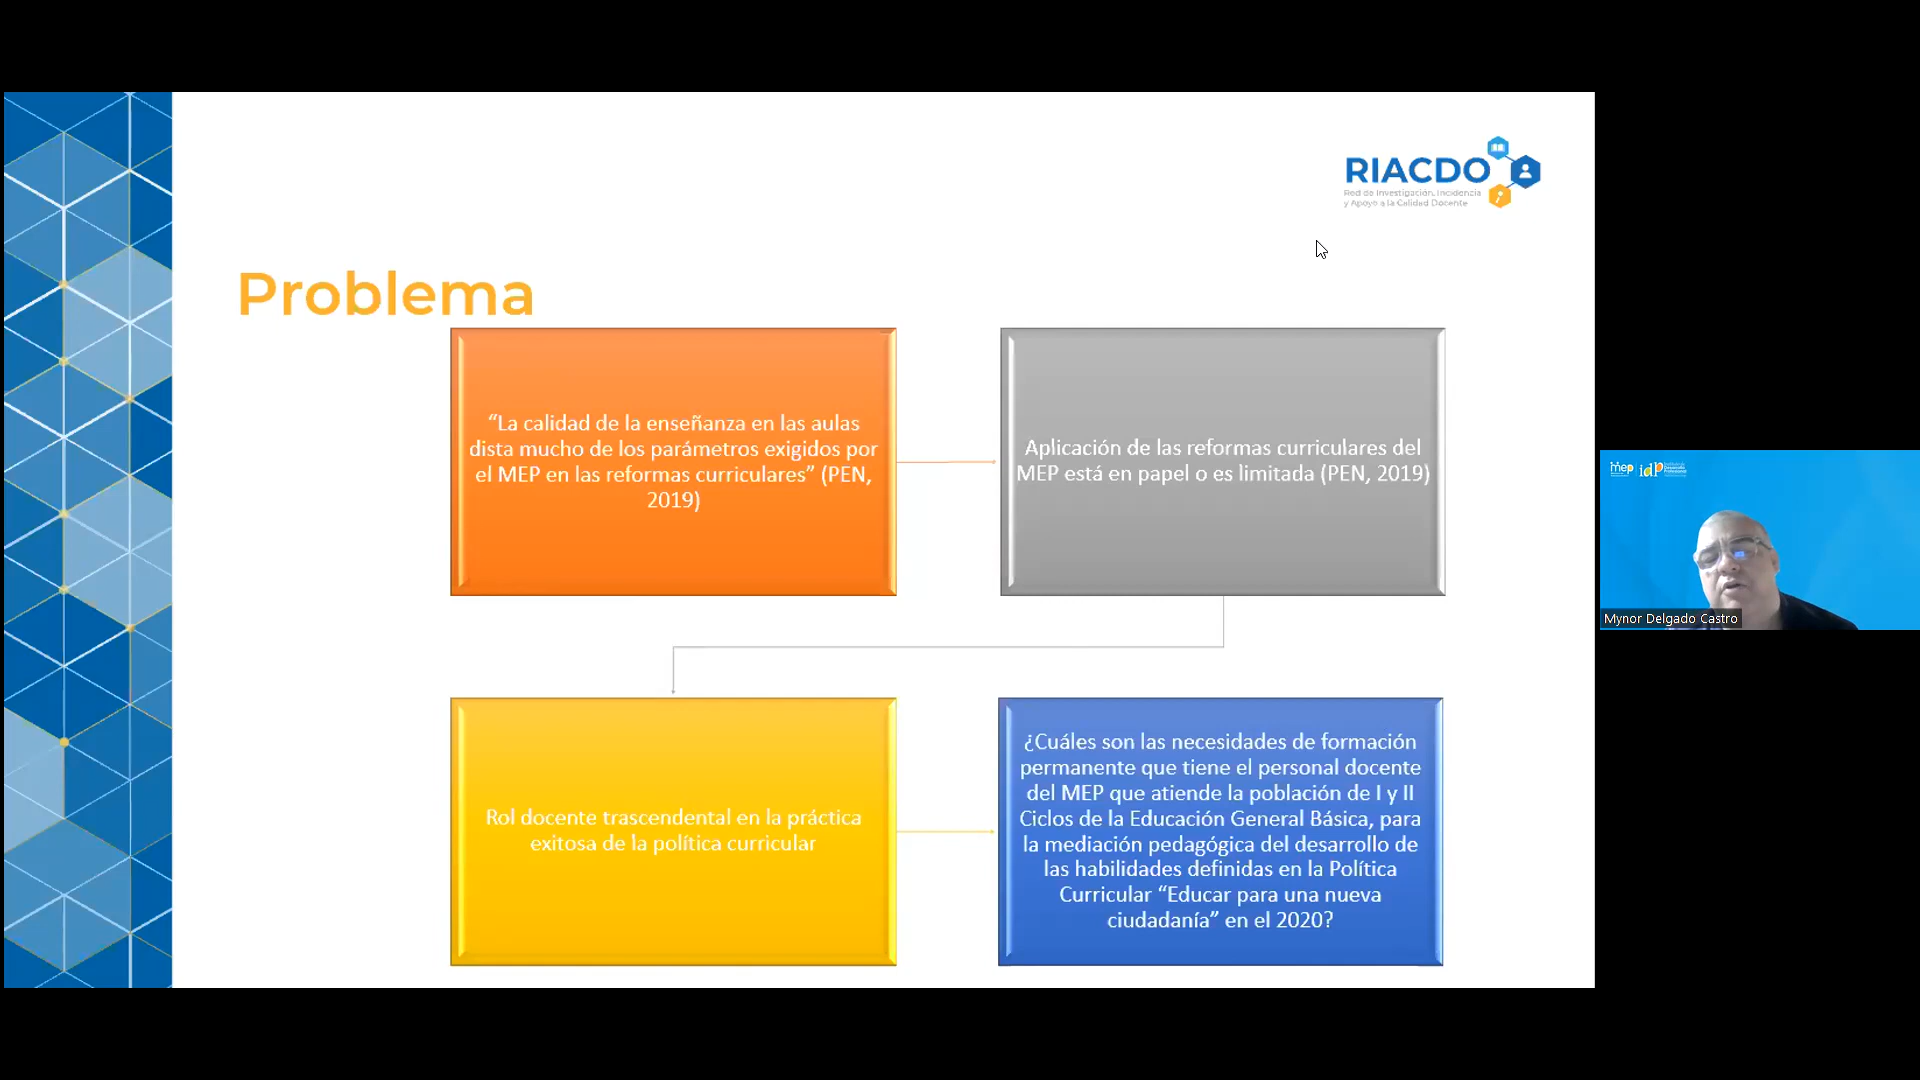 RIACDO
Red de Investigación, Incidencia
y Apoyo a la Calidad Docente
Problema
“La calidad de la enseñanza en las aulas
dista mucho de los parámetros exigidos por
el MEP en las reformas curriculares” (PEN,
2019)
Aplicación de las reformas curriculares del
MEP está en papel o es limitada (PEN, 2019)
Rol docente trascendental en la práctica
exitosa de la política curricular
¿Cuáles son las necesidades de formación
permanente que tiene el personal docente
del MEP que atiende la población de I y II
Ciclos de la Educación General Básica, para
la mediación pedagógica del desarrollo de
las habilidades definidas en la Política
Curricular “Educar para una nueva
ciudadanía” en el 2020?
mep idp
Mynor Delgado Castro